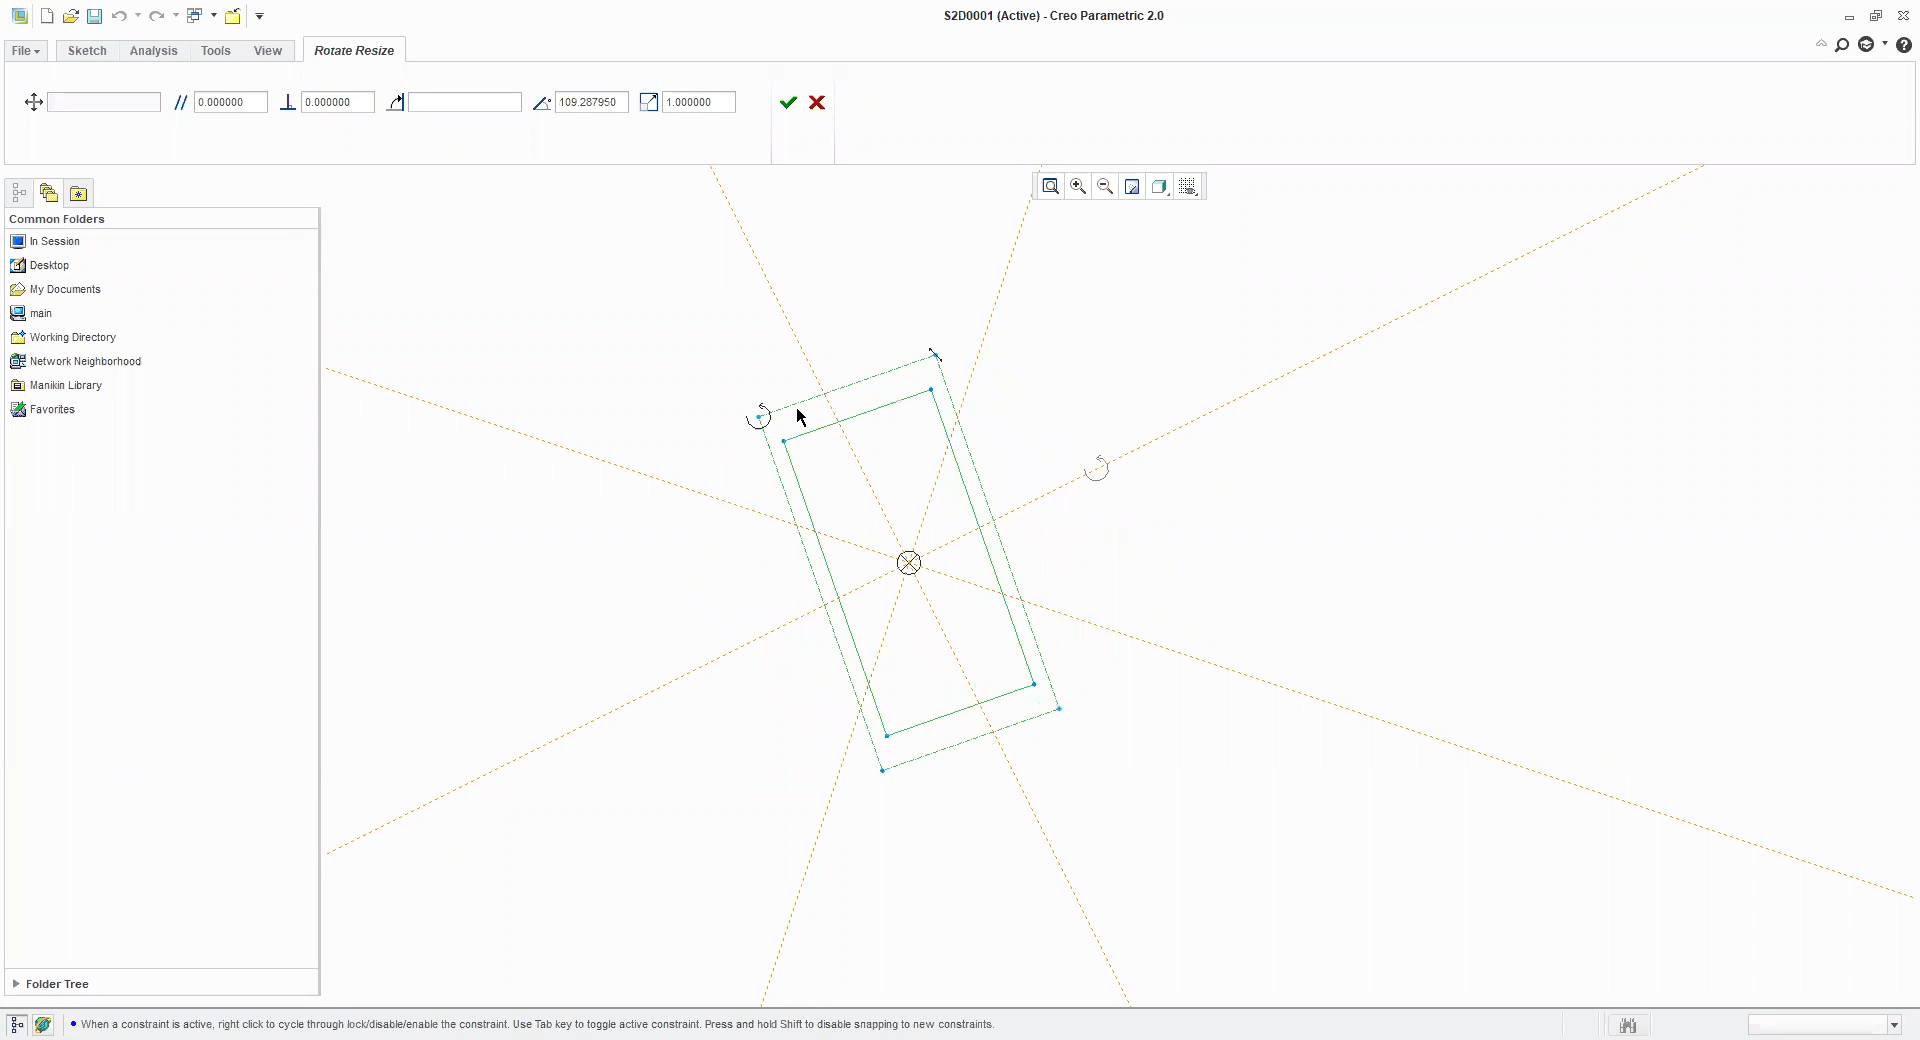 S2D0001 (Active) - Creo Parametric 2.0
File Sketch Analysis Tools View Rotate Resize
0.000000 0.000000 109.287950 1.000000
Common Folders
In Session
Desktop
My Documents
main
Working Directory
Network Neighborhood
Manikin Library
Favorites
Folder Tree
When a constraint is active, right click to cycle through lock/disable/enable the constraint. Use Tab key to toggle active constraint. Press and hold Shift to disable snapping to new constraints.